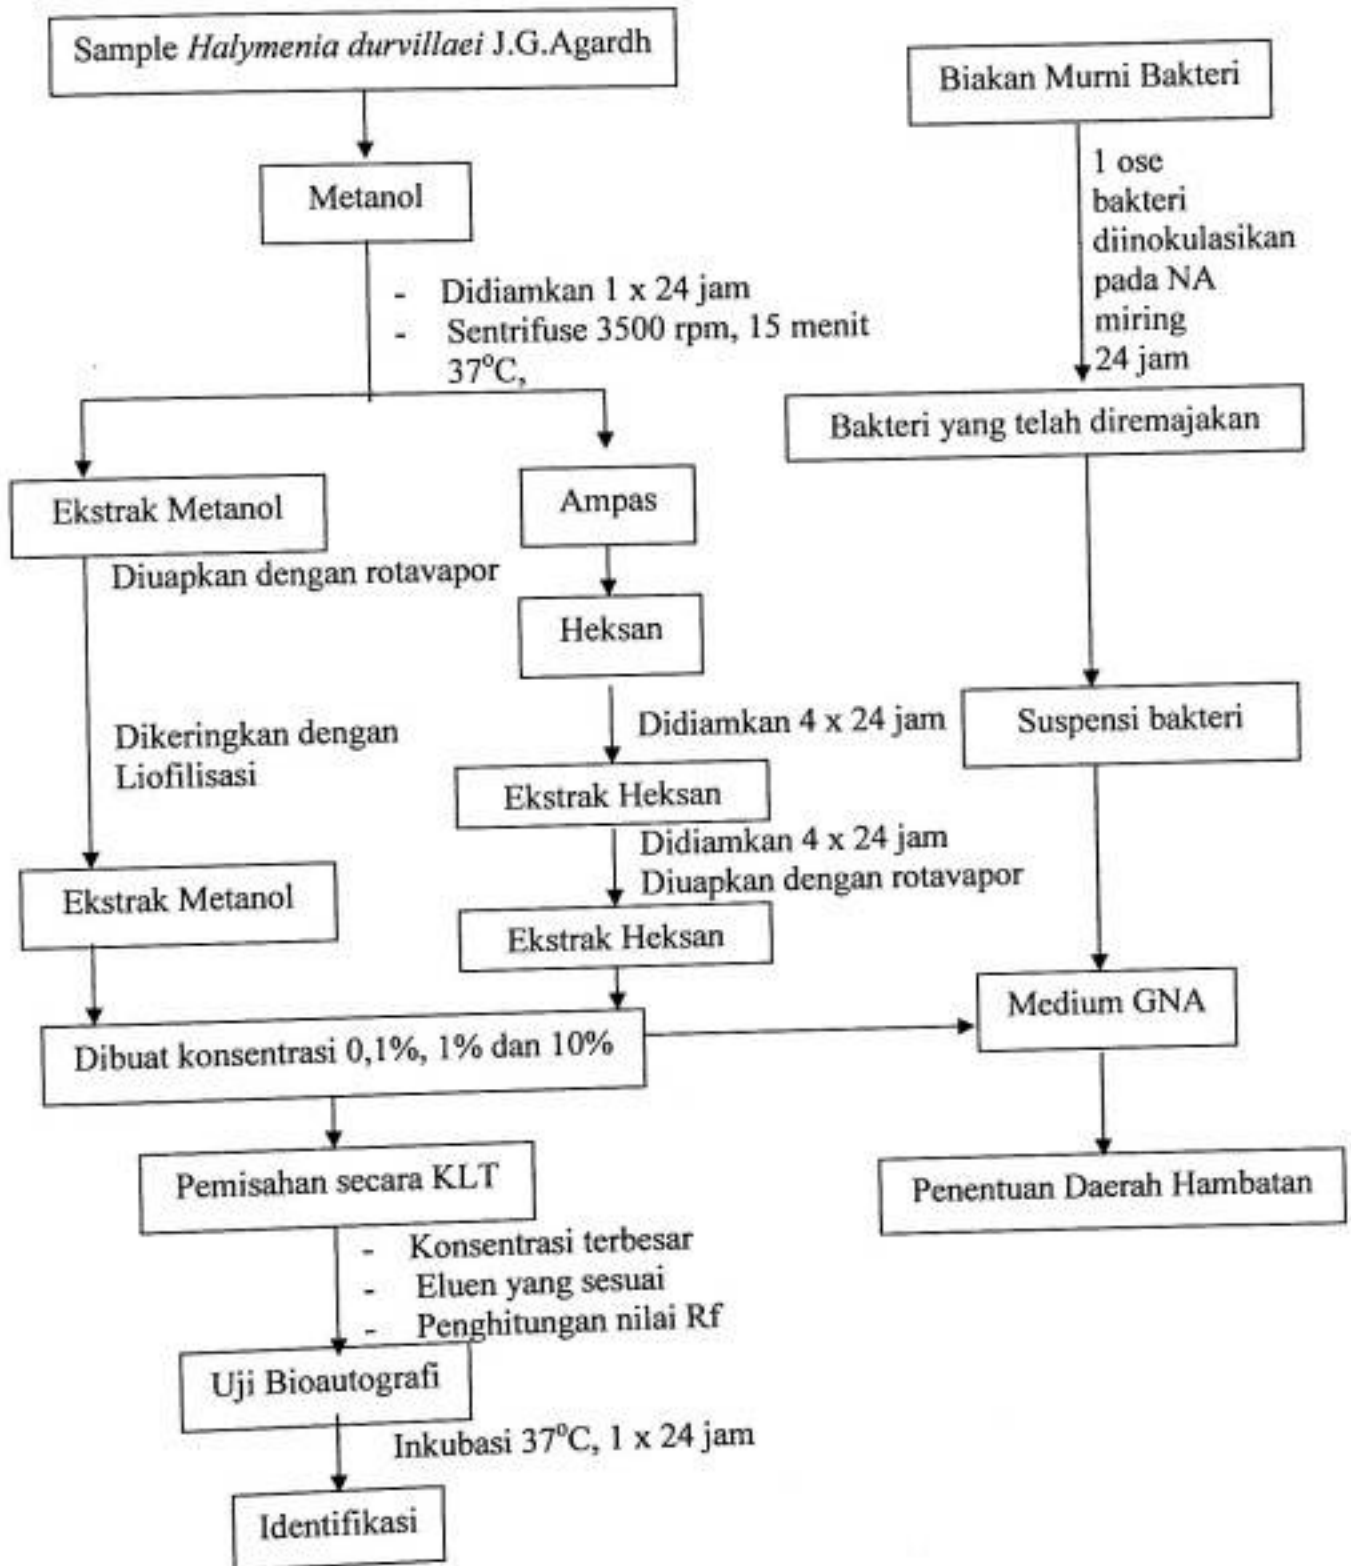 Sample Halymenia durvillaei J.G.Agardh
Metanol
- Didiamkan 1 x 24 jam
- Sentrifuse 3500 rpm, 15 menit
37°C,
Ekstrak Metanol
Diuapkan dengan rotavapor
Dikeringkan dengan
Liofilisasi
Ekstrak Metanol
Ampas
Heksan
Didiamkan 4 x 24 jam
Ekstrak Heksan
Didiamkan 4 x 24 jam
Diuapkan dengan rotavapor
Ekstrak Heksan
Dibuat konsentrasi 0,1%, 1% dan 10%
Pemisahan secara KLT
- Konsentrasi terbesar
- Eluen yang sesuai
- Penghitungan nilai Rf
Uji Bioautografi
Inkubasi 37°C, 1 x 24 jam
Identifikasi
Biakan Murni Bakteri
1 ose
bakteri
diinokulasikan
pada NA
miring
24 jam
Bakteri yang telah diremajakan
Suspensi bakteri
Medium GNA
Penentuan Daerah Hambatan